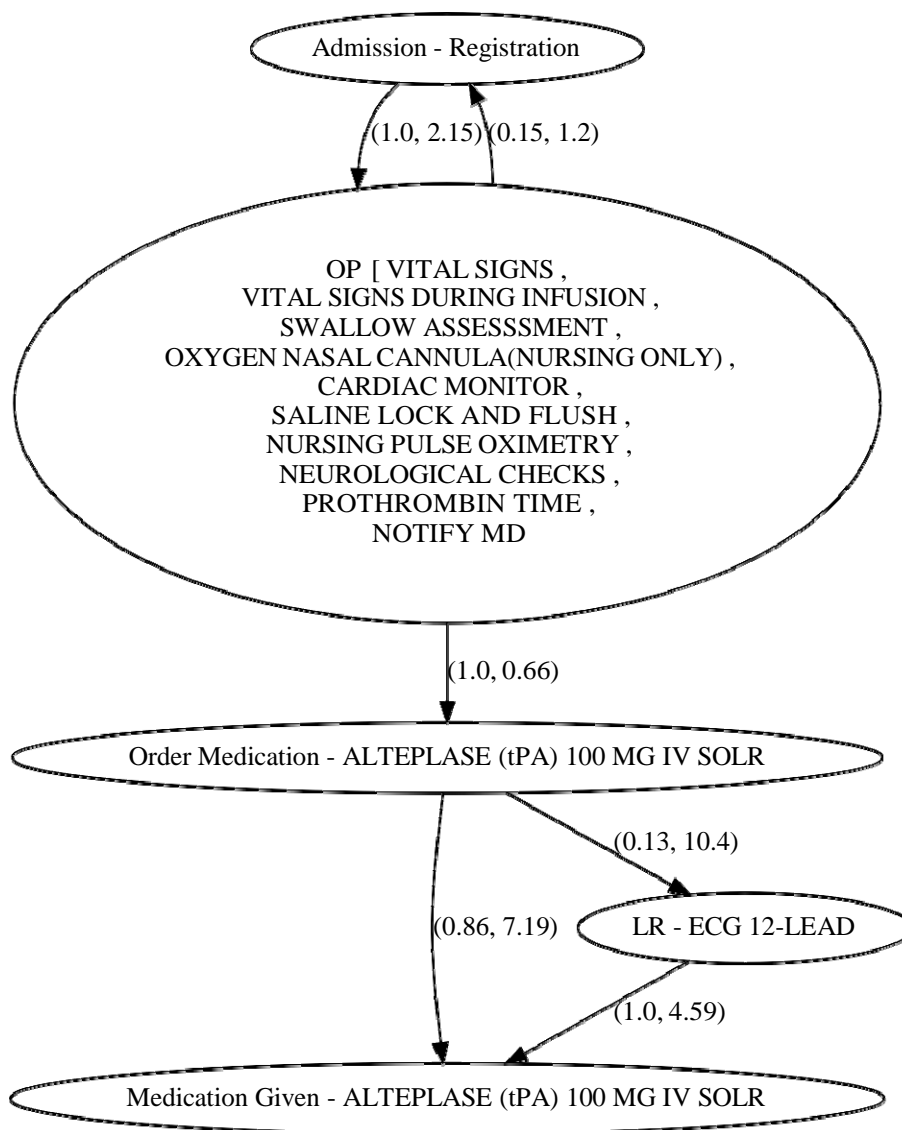 Admission - Registration
(1.0, 2.15)
(0.15, 1.2)
OP [ VITAL SIGNS ,
VITAL SIGNS DURING INFUSION ,
SWALLOW ASSESSSMENT ,
OXYGEN NASAL CANNULA(NURSING ONLY) ,
CARDIAC MONITOR ,
SALINE LOCK AND FLUSH ,
NURSING PULSE OXIMETRY ,
NEUROLOGICAL CHECKS ,
PROTHROMBIN TIME ,
NOTIFY MD
(1.0, 0.66)
Order Medication - ALTEPLASE (tPA) 100 MG IV SOLR
(0.13, 10.4)
(0.86, 7.19)
LR - ECG 12-LEAD
(1.0, 4.59)
Medication Given - ALTEPLASE (tPA) 100 MG IV SOLR